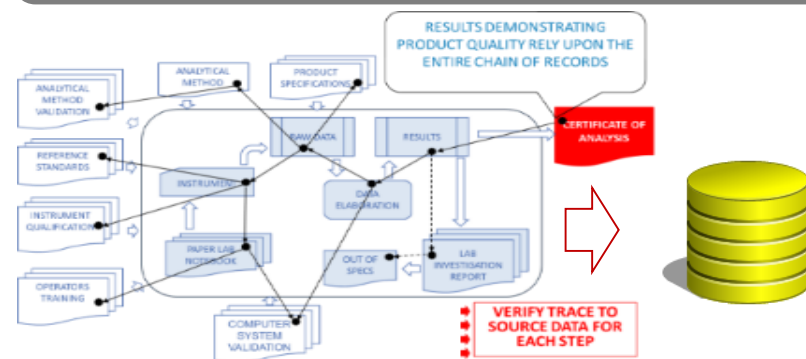 RESULTS DEMONSTRATING
PRODUCT QUALITY RELY UPON THE
ENTIRE CHAIN OF RECORDS
ANALYTICAL
METHOD
PRODUCT
SPECIFICATIONS
ANALYTICAL
METHOD
VALIDATION
RAW DATA
RESULTS
CERTIFICATE OF
ANALYSIS
REFERENCE
STANDARDS
INSTRUMENT
DATA
ELABORATION
INSTRUMENT
QUALIFICATION
PAPER LAB
NOTEBOOK
OUT OF
SPECS
LAB
INVESTIGATION
REPORT
OPERATORS
TRAINING
COMPUTER
SYSTEM
VALIDATION
VERIFY TRACE TO
SOURCE DATA FOR
EACH STEP